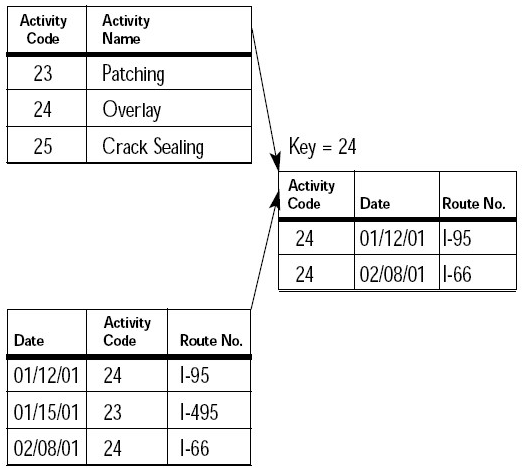 Activity Code Activity Name
23 Patching
24 Overlay
25 Crack Sealing
Key = 24
Activity Code Date Route No.
24 01/12/01 I-95
24 02/08/01 I-66
Date Activity Code Route No.
01/12/01 24 I-95
01/15/01 23 I-495
02/08/01 24 I-66